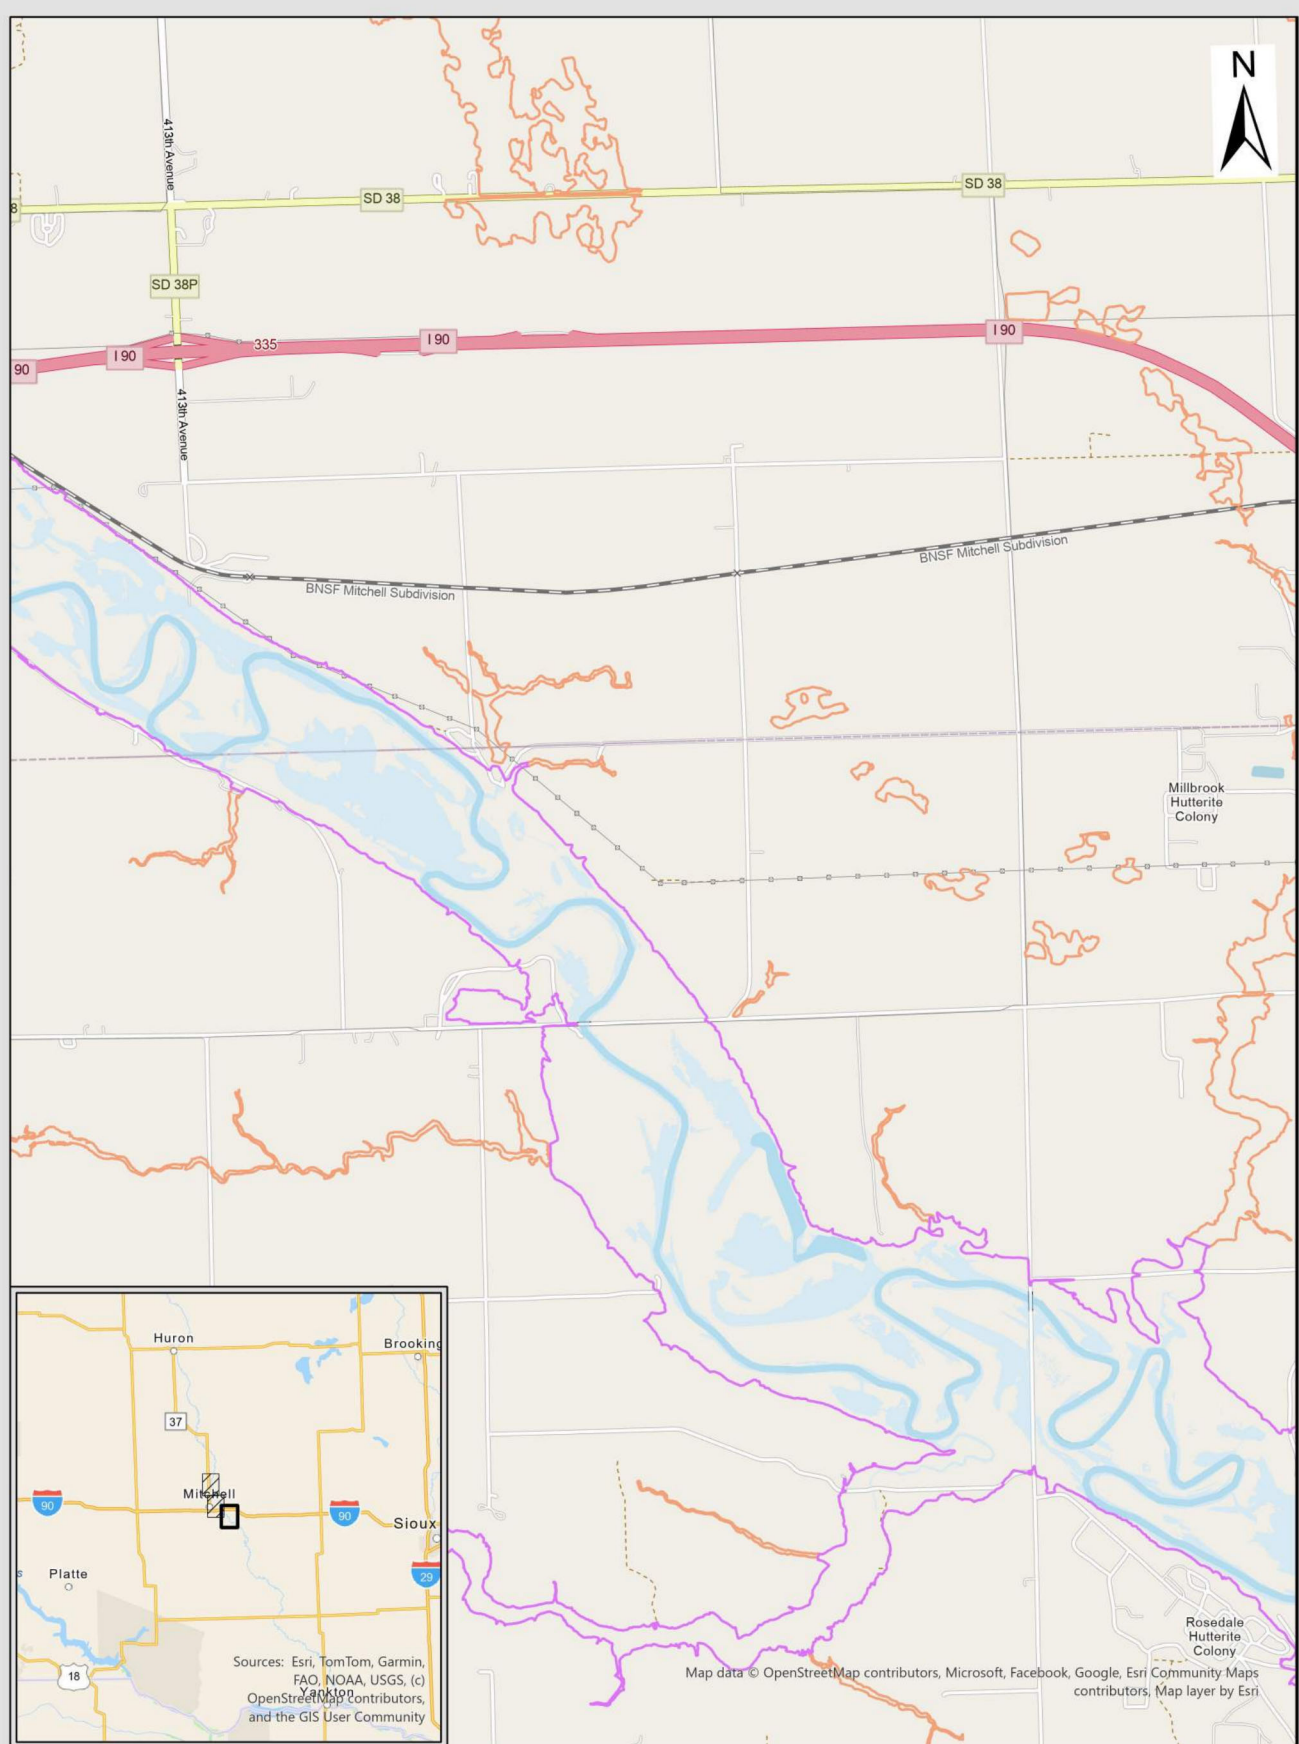 N
413th Avenue
SD 38
SD 38
8
SD 38P
I 90
335
I 90
I 90
90
413th Avenue
BNSF Mitchell Subdivision
BNSF Mitchell Subdivision
Millbrook
Hutterite
Colony
Huron
Brooking
37
Mitchell
90
90
Sioux
29
Platte
s
18
Yankton
Sources: Esri, TomTom, Garmin,
FAO, NOAA, USGS, (c)
OpenStreetMap contributors,
and the GIS User Community
Rosedale
Hutterite
Colony
Map data © OpenStreetMap contributors, Microsoft, Facebook, Google, Esri Community Maps
contributors, Map layer by Esri